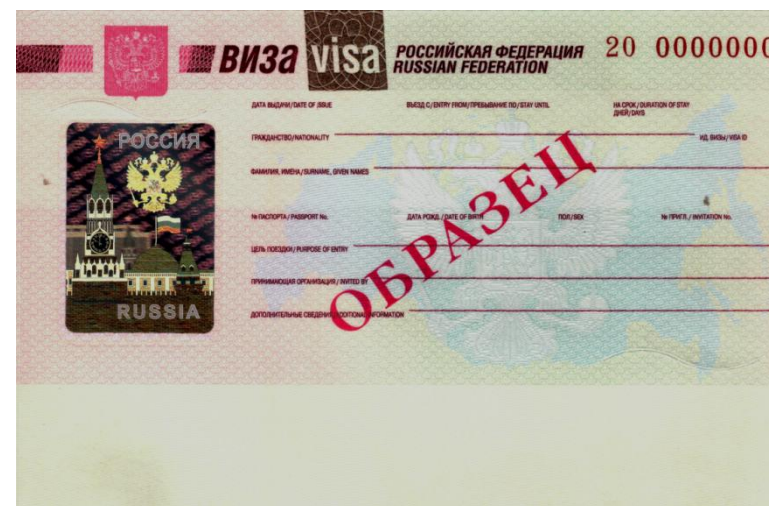 ВИЗА visa РОССИЙСКАЯ ФЕДЕРАЦИЯ 20 0000000
RUSSIAN FEDERATION
ДАТА ВЫДАЧИ/DATE OF ISSUE ВЪЕЗД С/ENTRY FROM/ПРЕБЫВАНИЕ ПО/STAY UNTIL НА СРОК/DURATION OF STAY
ДНЕЙ/DAYS
РОССИЯ
ГРАЖДАНСТВО/NATIONALITY ИД. ВИЗЫ/VISA ID
ФАМИЛИЯ, ИМЕНА/SURNAME, GIVEN NAMES
№ ПАСПОРТА/PASSPORT No. ДАТА РОЖД./DATE OF BIRTH ПОЛ/SEX № ПРИГЛ./INVITATION No.
ЦЕЛЬ ПОЕЗДКИ/PURPOSE OF ENTRY
ПРИНИМАЮЩАЯ ОРГАНИЗАЦИЯ/INVITED BY
RUSSIA
ДОПОЛНИТЕЛЬНЫЕ СВЕДЕНИЯ/ADDITIONAL INFORMATION
ОБРАЗЕЦ